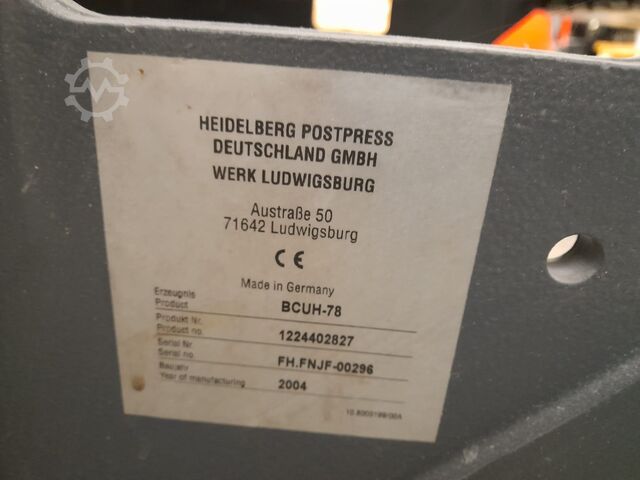 HEIDELBERG POSTPRESS
DEUTSCHLAND GMBH
WERK LUDWIGSBURG
Austraße 50
71642 Ludwigsburg
CE
Made in Germany
Erzeugnis
Product BCUH-78
Produkt Nr.
Product no. 1224402827
Serial Nr.
Serial no. FH.FNJF-00296
Baujahr
Year of manufacturing 2004